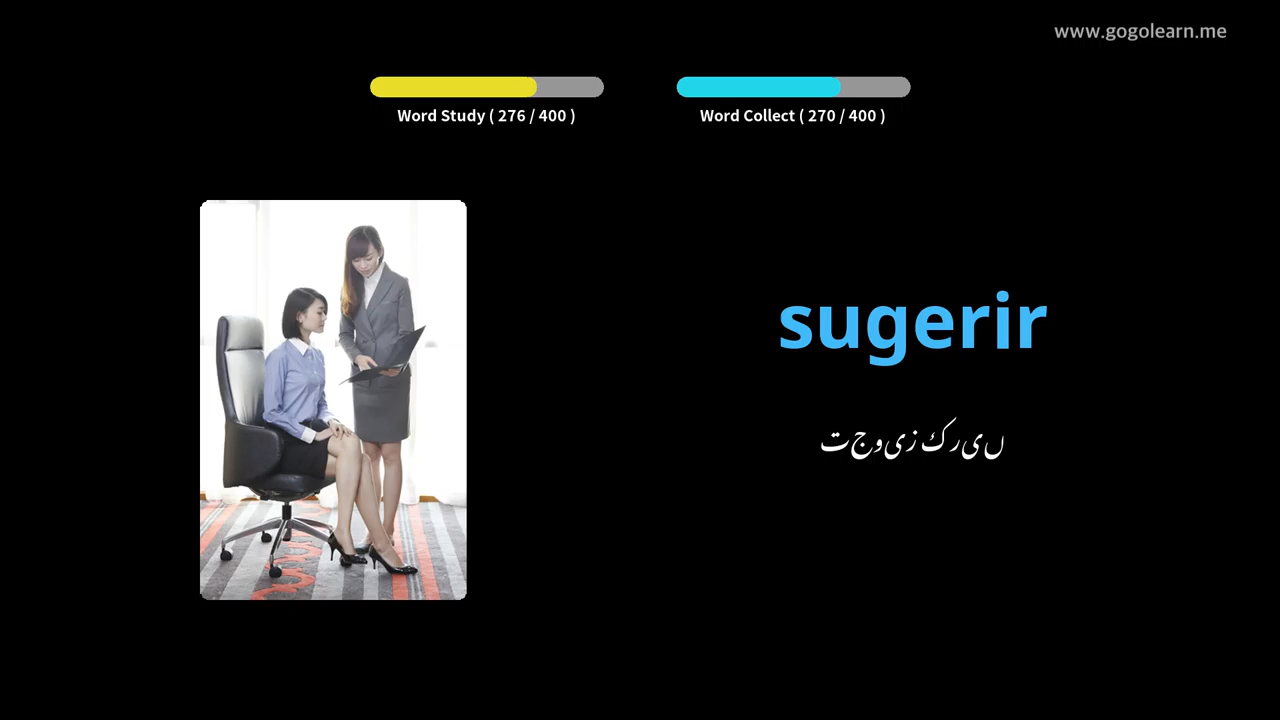 www.gogolearn.me
Word Study ( 276 / 400 )
Word Collect ( 270 / 400 )
sugerir
تجویز کریں